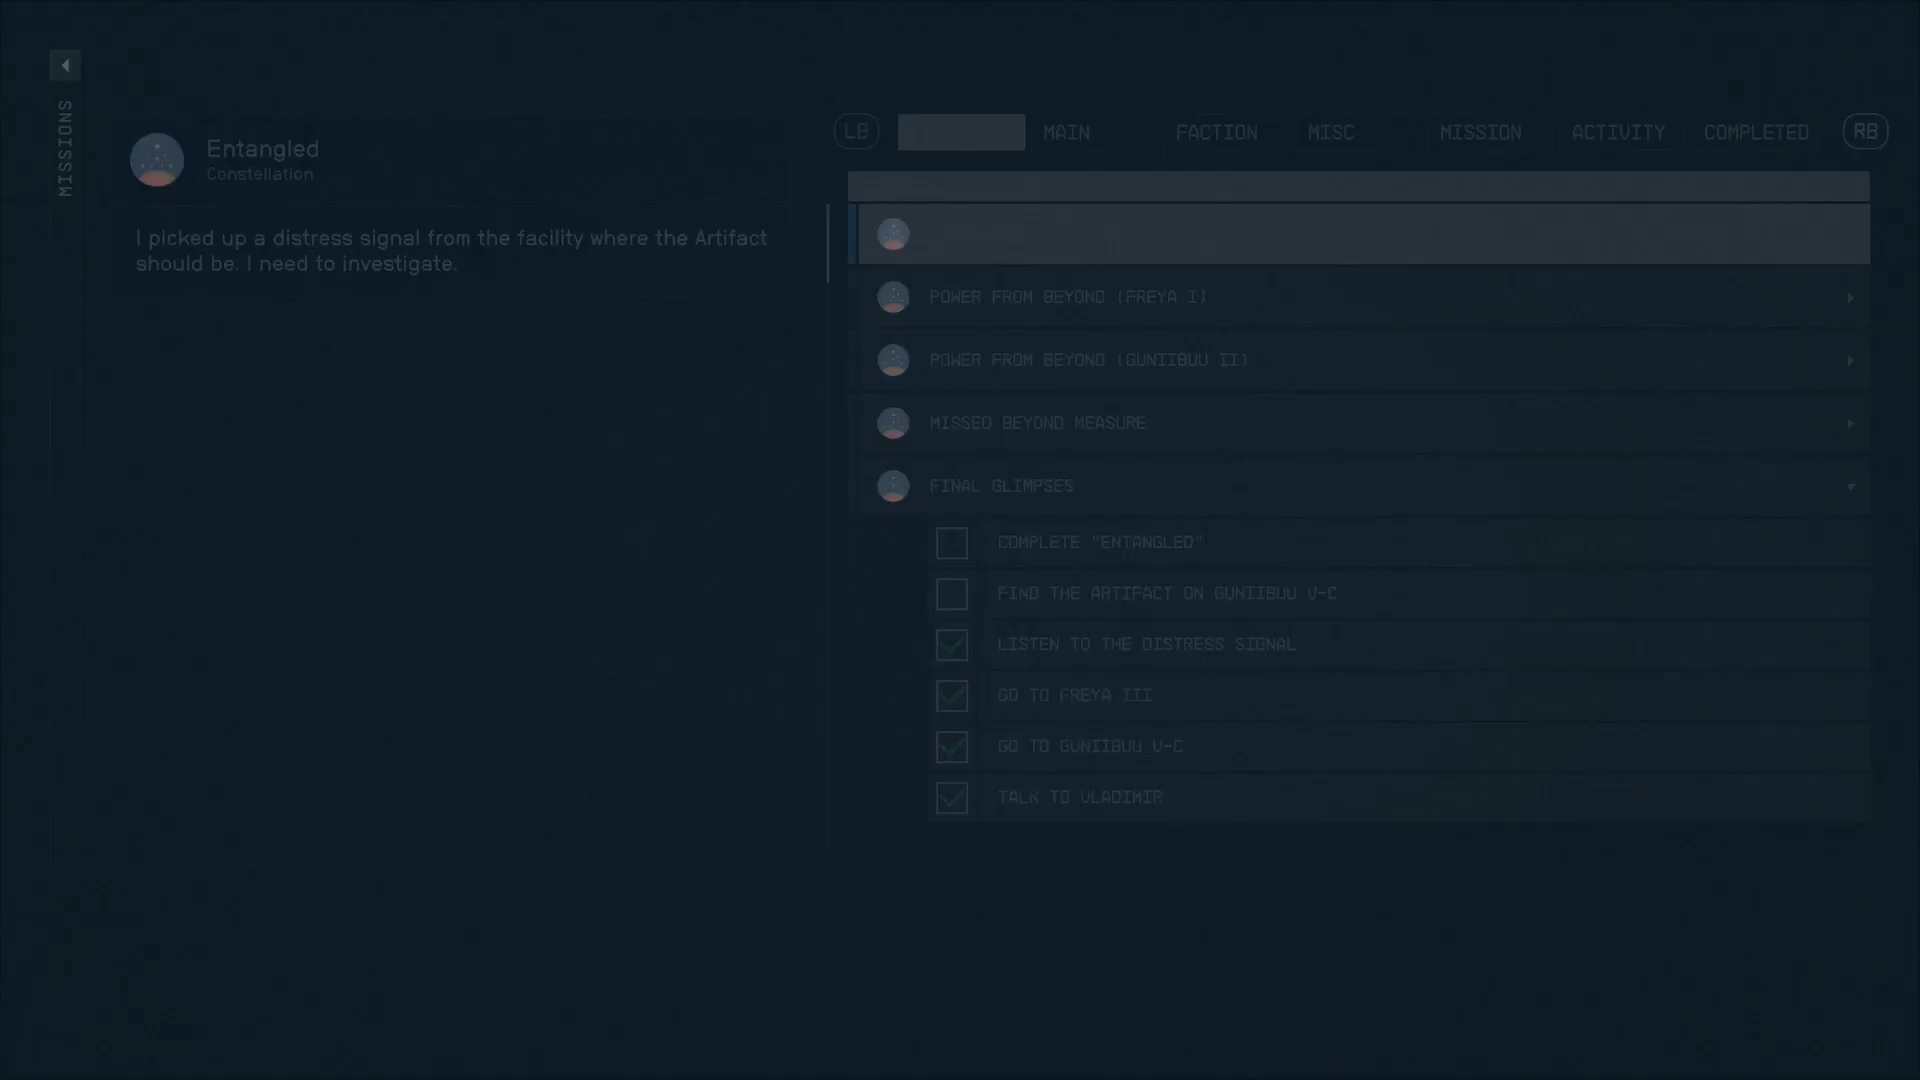 MISSIONS
Entangled
Constellation
I picked up a distress signal from the facility where the Artifact
should be. I need to investigate.
LB
MAIN
FACTION
MISC
MISSION
ACTIVITY
COMPLETED
RB
POWER FROM BEYOND (FREYA I)
POWER FROM BEYOND (GUNIIBUU II)
MISSED BEYOND MEASURE
FINAL GLIMPSES
COMPLETE "ENTANGLED"
FIND THE ARTIFACT ON GUNIIBUU V-C
LISTEN TO THE DISTRESS SIGNAL
GO TO FREYA III
GO TO GUNIIBUU V-C
TALK TO VLADIMIR